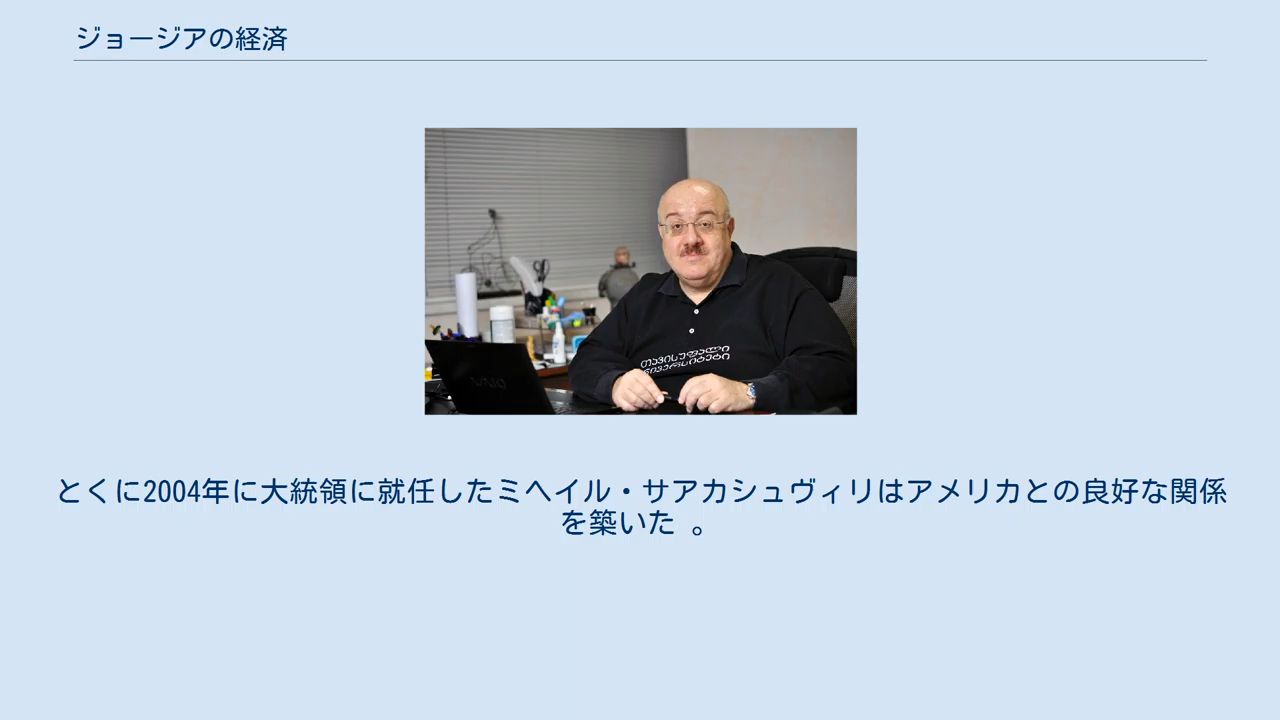 ジョージアの経済
თავისუფალი
უნივერსიტეტი
とくに2004年に大統領に就任したミヘイル・サアカシュヴィリはアメリカとの良好な関係
を築いた 。